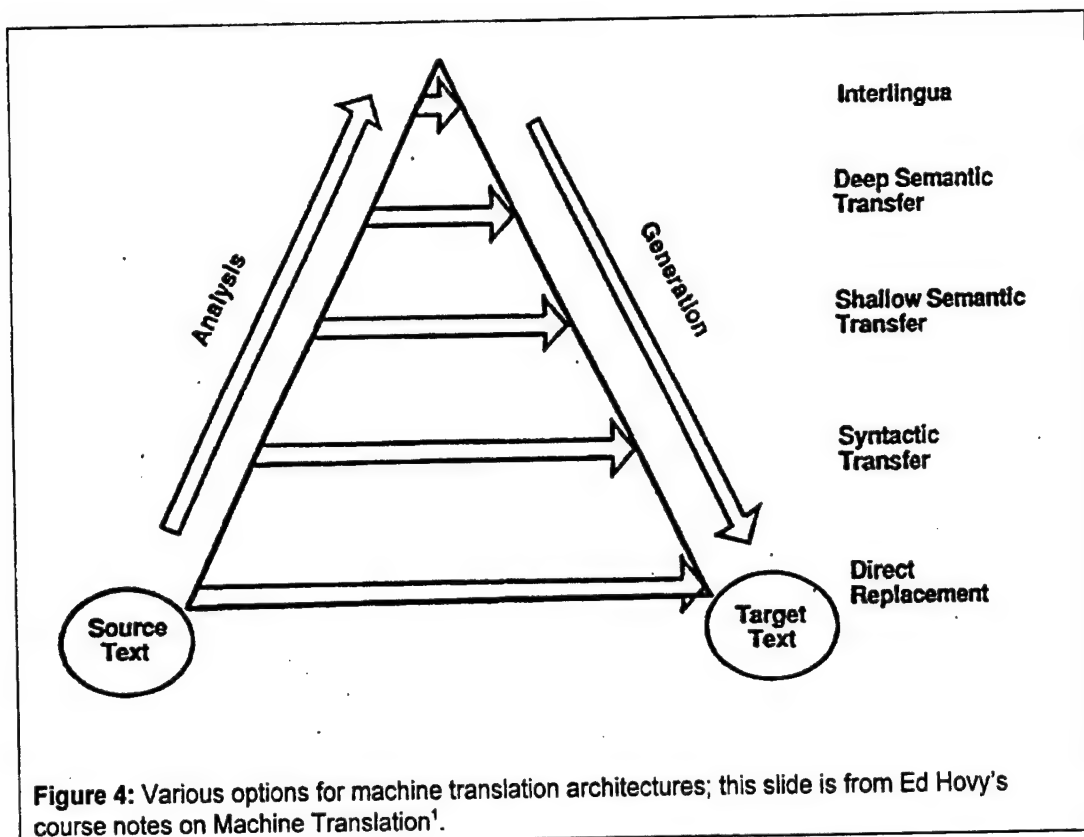 Interlingua
Deep Semantic
Transfer
Analysis
Generation
Shallow Semantic
Transfer
Syntactic
Transfer
Direct
Replacement
Source
Text
Target
Text
Figure 4: Various options for machine translation architectures; this slide is from Ed Hovy's
course notes on Machine Translation¹.